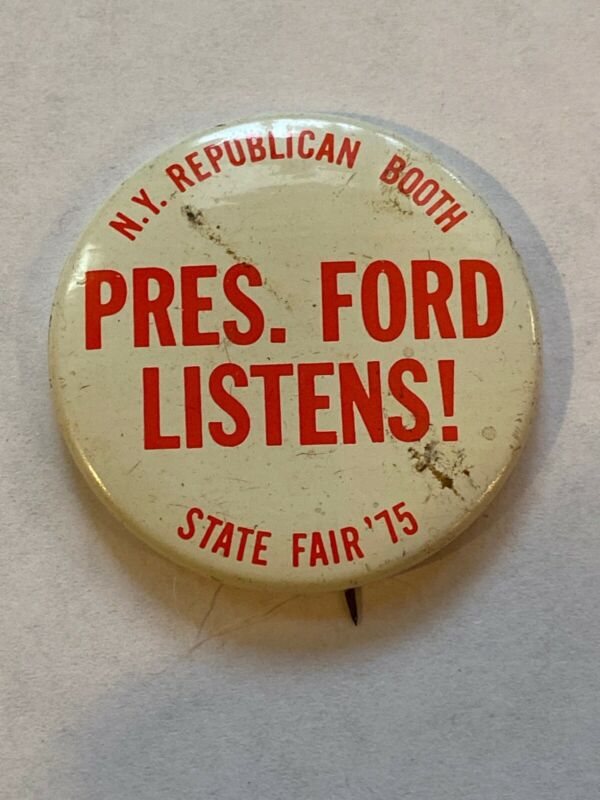 N.Y. REPUBLICAN BOOTH
PRES. FORD
LISTENS!
STATE FAIR '75